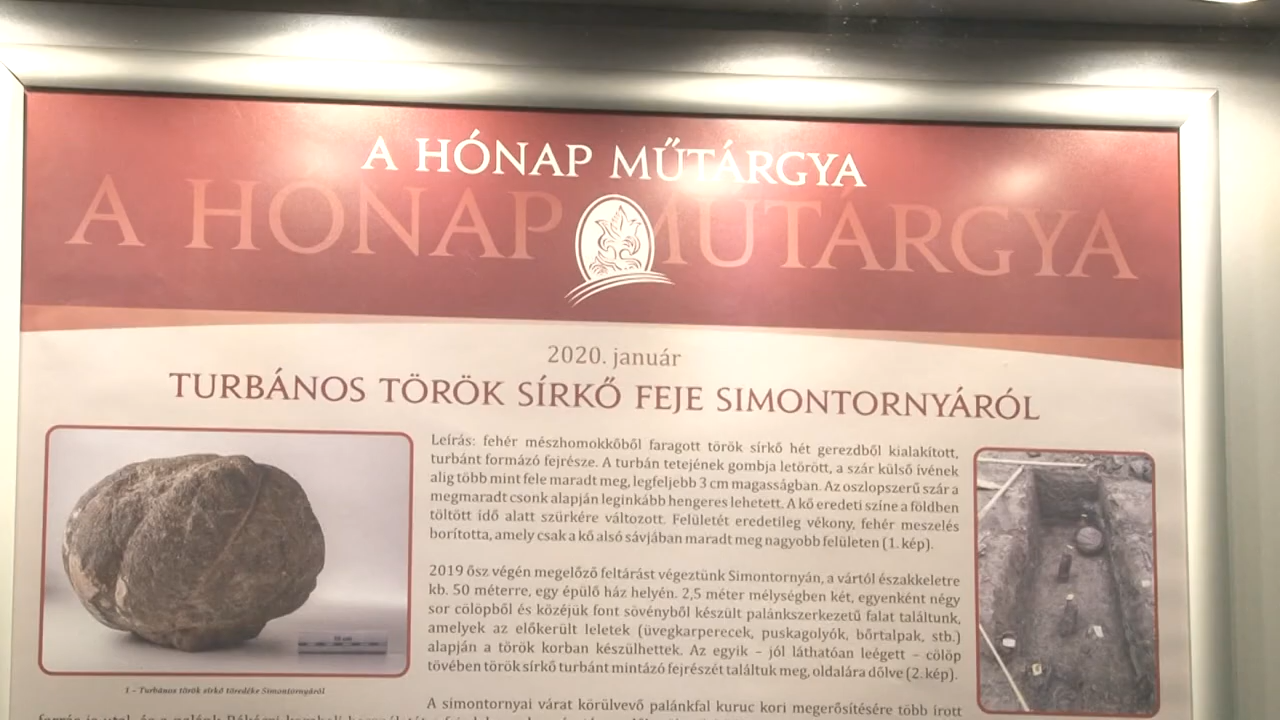 A HÓNAP MŰTÁRGYA
A HÓNAP MŰTÁRGYA
2020. január
TURBÁNOS TÖRÖK SÍRKŐ FEJE SIMONTORNYÁRÓL
Leírás: fehér mészhomokkőből faragott török sírkő hét gerezdből kialakított,
turbánt formázó fejrésze. A turbán tetejének gombja letörött, a szár külső ívének
alig több mint fele maradt meg, legfeljebb 3 cm magasságban. Az oszlopszerű szár a
megmaradt csonk alapján leginkább hengeres lehetett. A kő eredeti színe a földben
töltött idő alatt szürkére változott. Felületét eredetileg vékony, fehér meszelés
borította, amely csak a kő alsó sávjában maradt meg nagyobb felületen (1. kép).
2019 ősz végén megelőző feltárást végeztünk Simontornyán, a vártól északkeletre
kb. 50 méterre, egy épülő ház helyén. 2,5 méter mélységben két, egyenként négy
sor cölöpből és közéjük font sövényből készült palánkszerkezetű falat találtunk,
amelyek az előkerült leletek (üvegkarperecek, puskagolyók, bőrtalpak, stb.)
alapján a török korban készülhettek. Az egyik – jól láthatóan leégett – cölöp
tövében török sírkő turbánt mintázó fejrészét találtuk meg, oldalára dőlve (2. kép).
10 cm
1 – Turbános török sírkő töredéke Simontornyáról
A simontornyai várat körülvevő palánkfal kuruc kori megerősítésére több írott